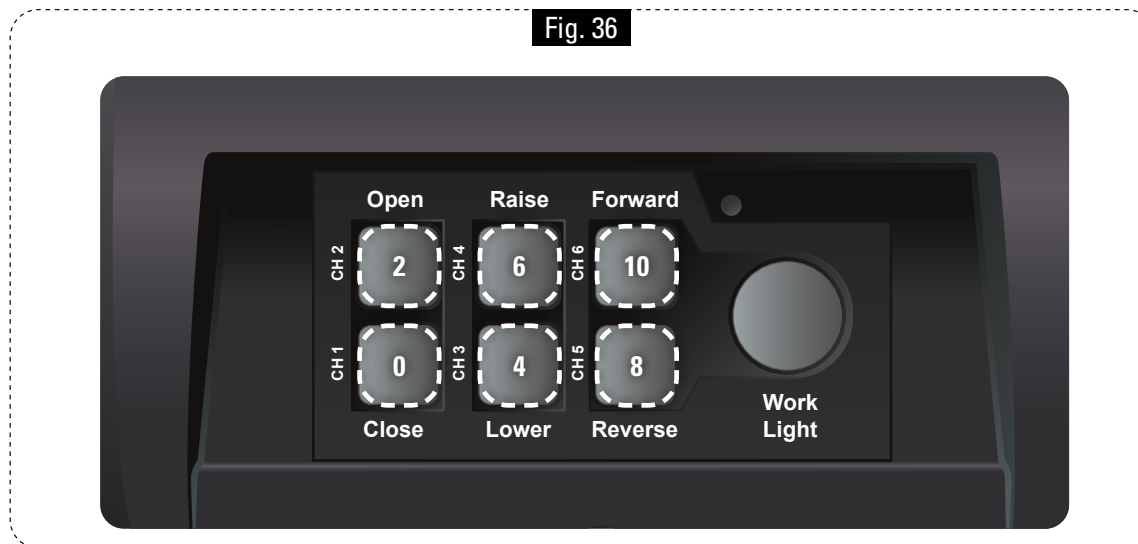 Fig. 36
Open Raise Forward
CH 2 2 CH 4 6 CH 6 10
CH 1 0 CH 3 4 CH 5 8
Close Lower Reverse
Work
Light